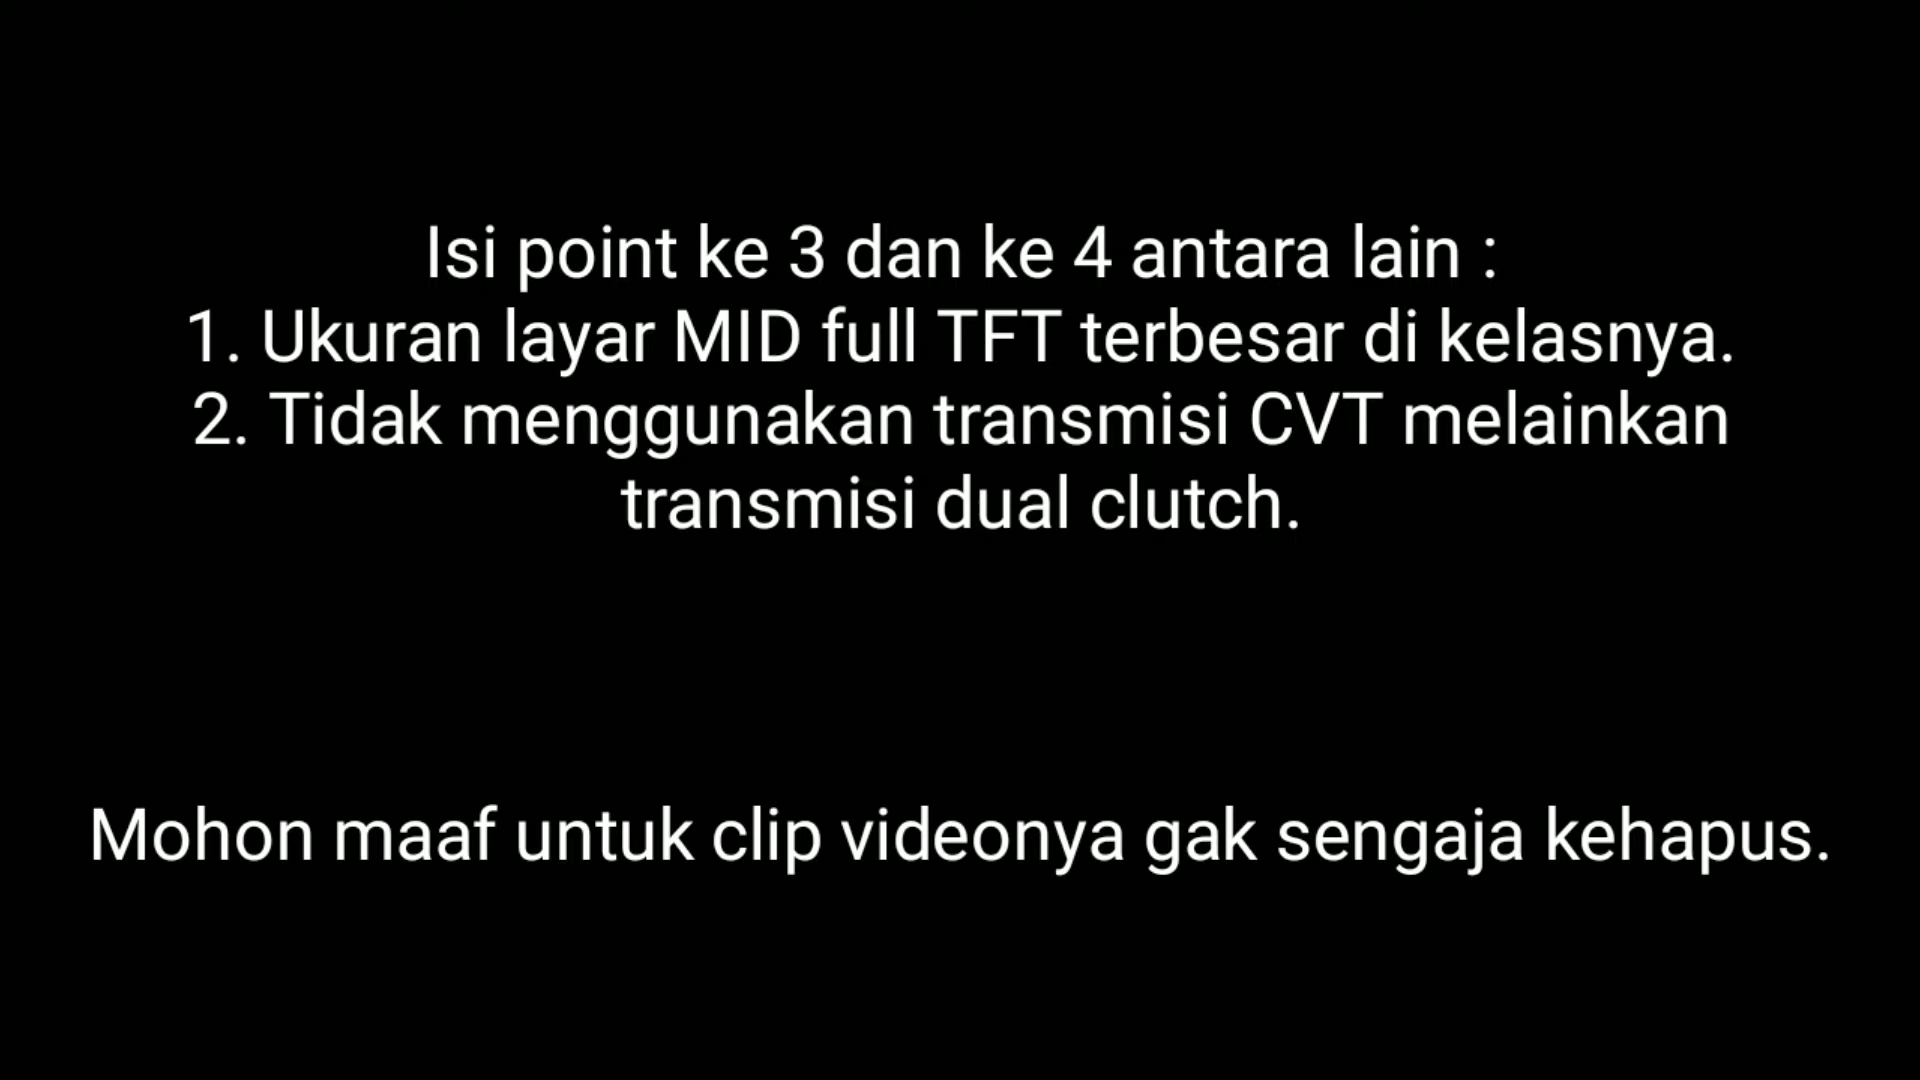 Isi point ke 3 dan ke 4 antara lain :
1. Ukuran layar MID full TFT terbesar di kelasnya.
2. Tidak menggunakan transmisi CVT melainkan
transmisi dual clutch.
Mohon maaf untuk clip videonya gak sengaja kehapus.